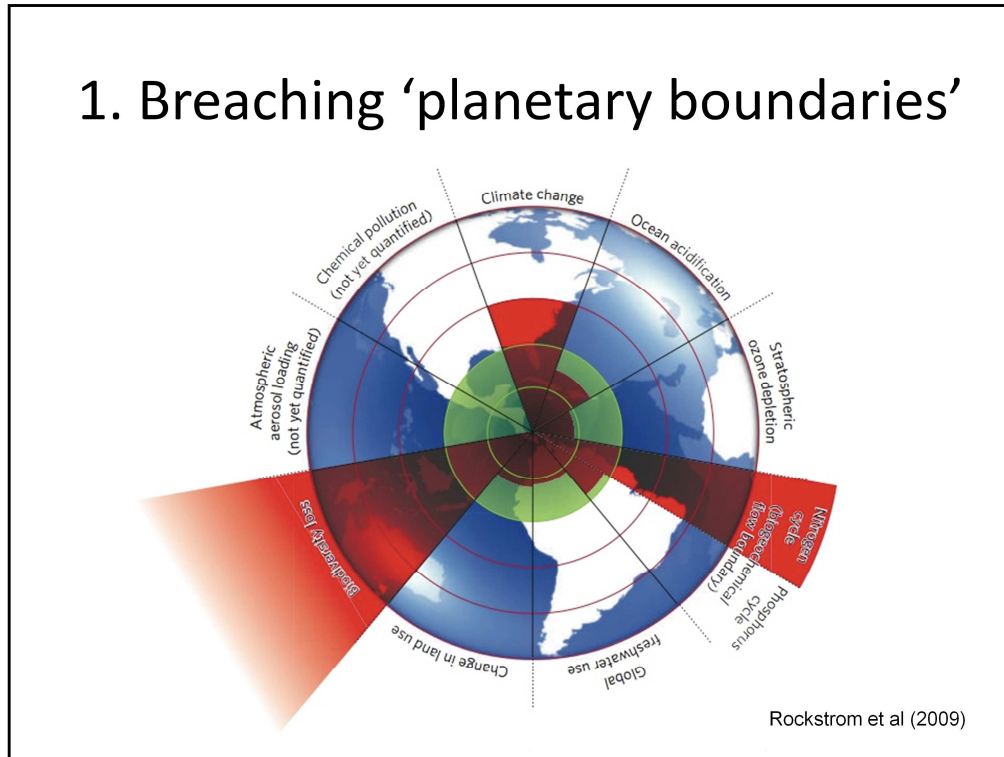 1. Breaching ‘planetary boundaries’
Climate change
Ocean acidification
Stratospheric
ozone depletion
Nitrogen
cycle
(biogeochemical
flow boundary)
Phosphorus
cycle
Global
freshwater use
Change in land use
Biodiversity loss
Atmospheric
aerosol loading
(not yet quantified)
Chemical pollution
(not yet quantified)
Rockstrom et al (2009)